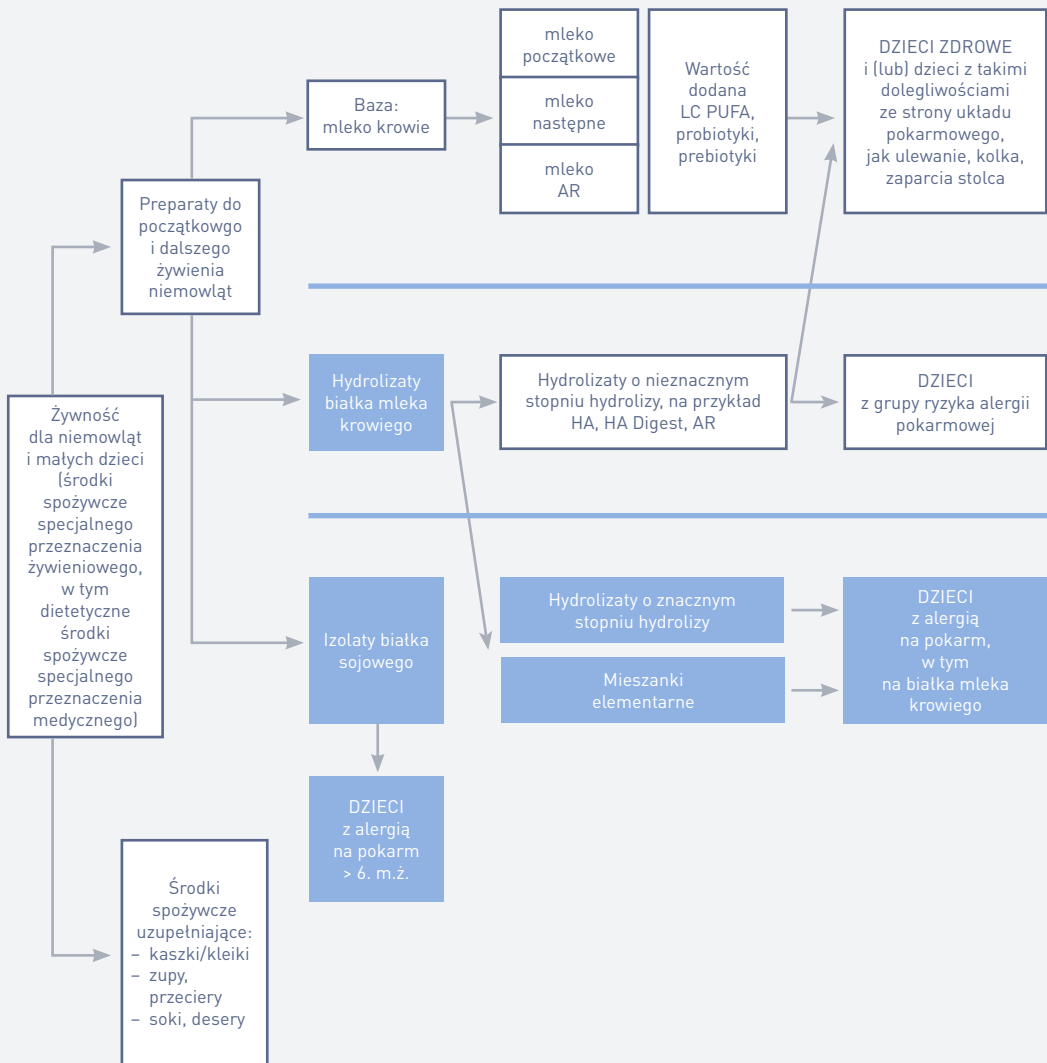 mleko
początkowe
mleko
następne
mleko
AR
Wartość
dodana
LC PUFA,
probiotyki,
prebiotyki
DZIECI ZDROWE
i (lub) dzieci z takimi
dolegliwościami
ze strony układu
pokarmowego,
jak ulewanie, kolka,
zaparcia stolca
Baza:
mleko krowie
Preparaty do
początkowgo
i dalszego
żywienia
niemowląt
Hydrolizaty
białka mleka
krowiego
Hydrolizaty o nieznacznym
stopniu hydrolizy, na przykład
HA, HA Digest, AR
DZIECI
z grupy ryzyka alergii
pokarmowej
Żywność
dla niemowląt
i małych dzieci
(środki
spożywcze
specjalnego
przeznaczenia
żywieniowego,
w tym
dietetyczne
środki
spożywcze
specjalnego
przeznaczenia
medycznego)
Izolaty białka
sojowego
Hydrolizaty o znacznym
stopniu hydrolizy
Mieszanki
elementarne
DZIECI
z alergią
na pokarm,
w tym
na białka mleka
krowiego
DZIECI
z alergią
na pokarm
> 6. m.ż.
Środki
spożywcze
uzupełniające:
– kaszki/kleiki
– zupy,
przeciery
– soki, desery